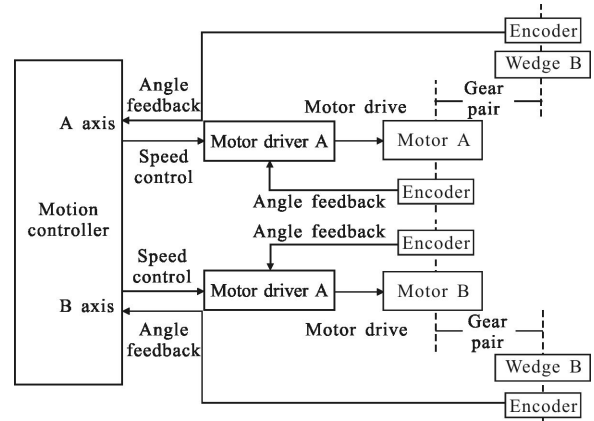 Encoder
Wedge B
Angle
feedback
Gear
pair
Motor drive
A axis
Motor driver A
Motor A
Speed
control
Encoder
Angle feedback
Motion
controller
Angle feedback
Encoder
Speed
control
Motor driver A
Motor B
B axis
Angle
feedback
Motor drive
Gear
pair
Wedge B
Encoder